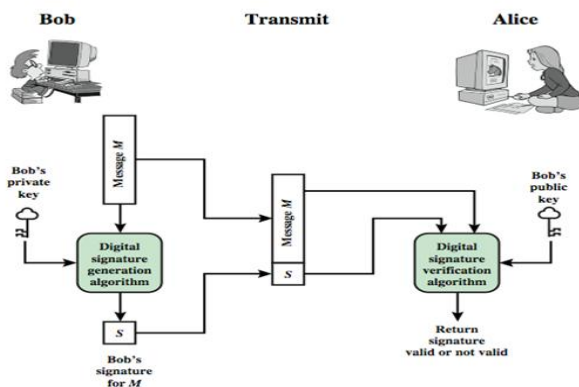 Bob
Transmit
Alice
Bob's
private
key
Message M
Digital
signature
generation
algorithm
S
Bob's
signature
for M
Message M
S
Bob's
public
key
Digital
signature
verification
algorithm
Return
signature
valid or not valid